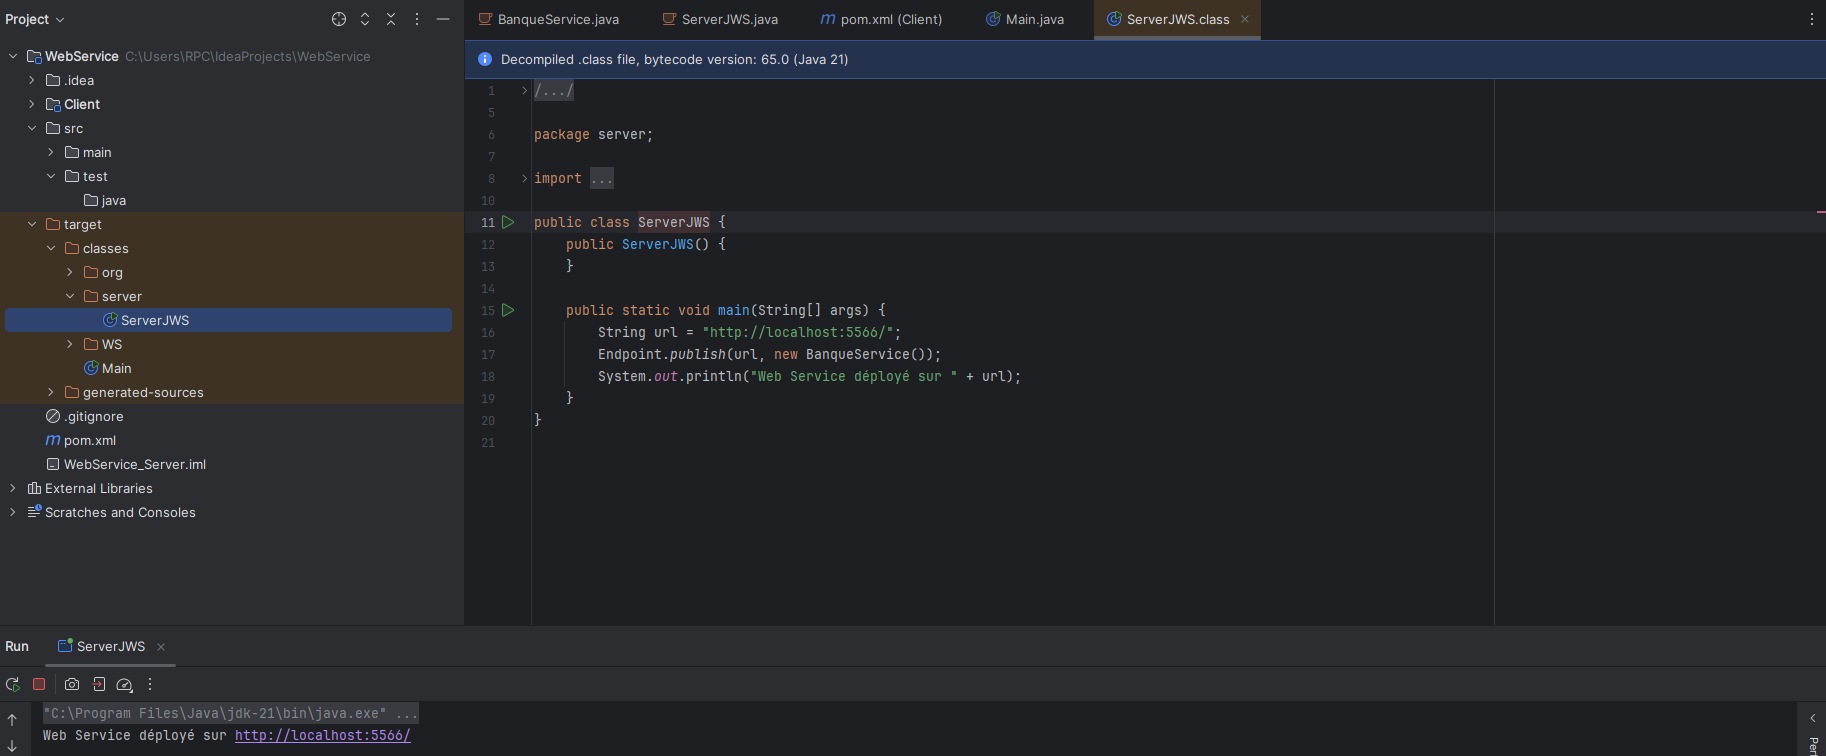 Project
BanqueService.java
ServerJWS.java
pom.xml (Client)
Main.java
ServerJWS.class
WebService C:\Users\RPC\IdeaProjects\WebService
.idea
Client
src
main
test
java
target
classes
org
server
ServerJWS
WS
Main
generated-sources
.gitignore
pom.xml
WebService_Server.iml
External Libraries
Scratches and Consoles
Decompiled .class file, bytecode version: 65.0 (Java 21)
1 /.../
5
6 package server;
7
8 import ...
10
11 public class ServerJWS {
12 public ServerJWS() {
13 }
14
15 public static void main(String[] args) {
16 String url = "http://localhost:5566/";
17 Endpoint.publish(url, new BanqueService());
18 System.out.println("Web Service déployé sur " + url);
19 }
20 }
21
Run
ServerJWS
"C:\Program Files\Java\jdk-21\bin\java.exe" ...
Web Service déployé sur http://localhost:5566/